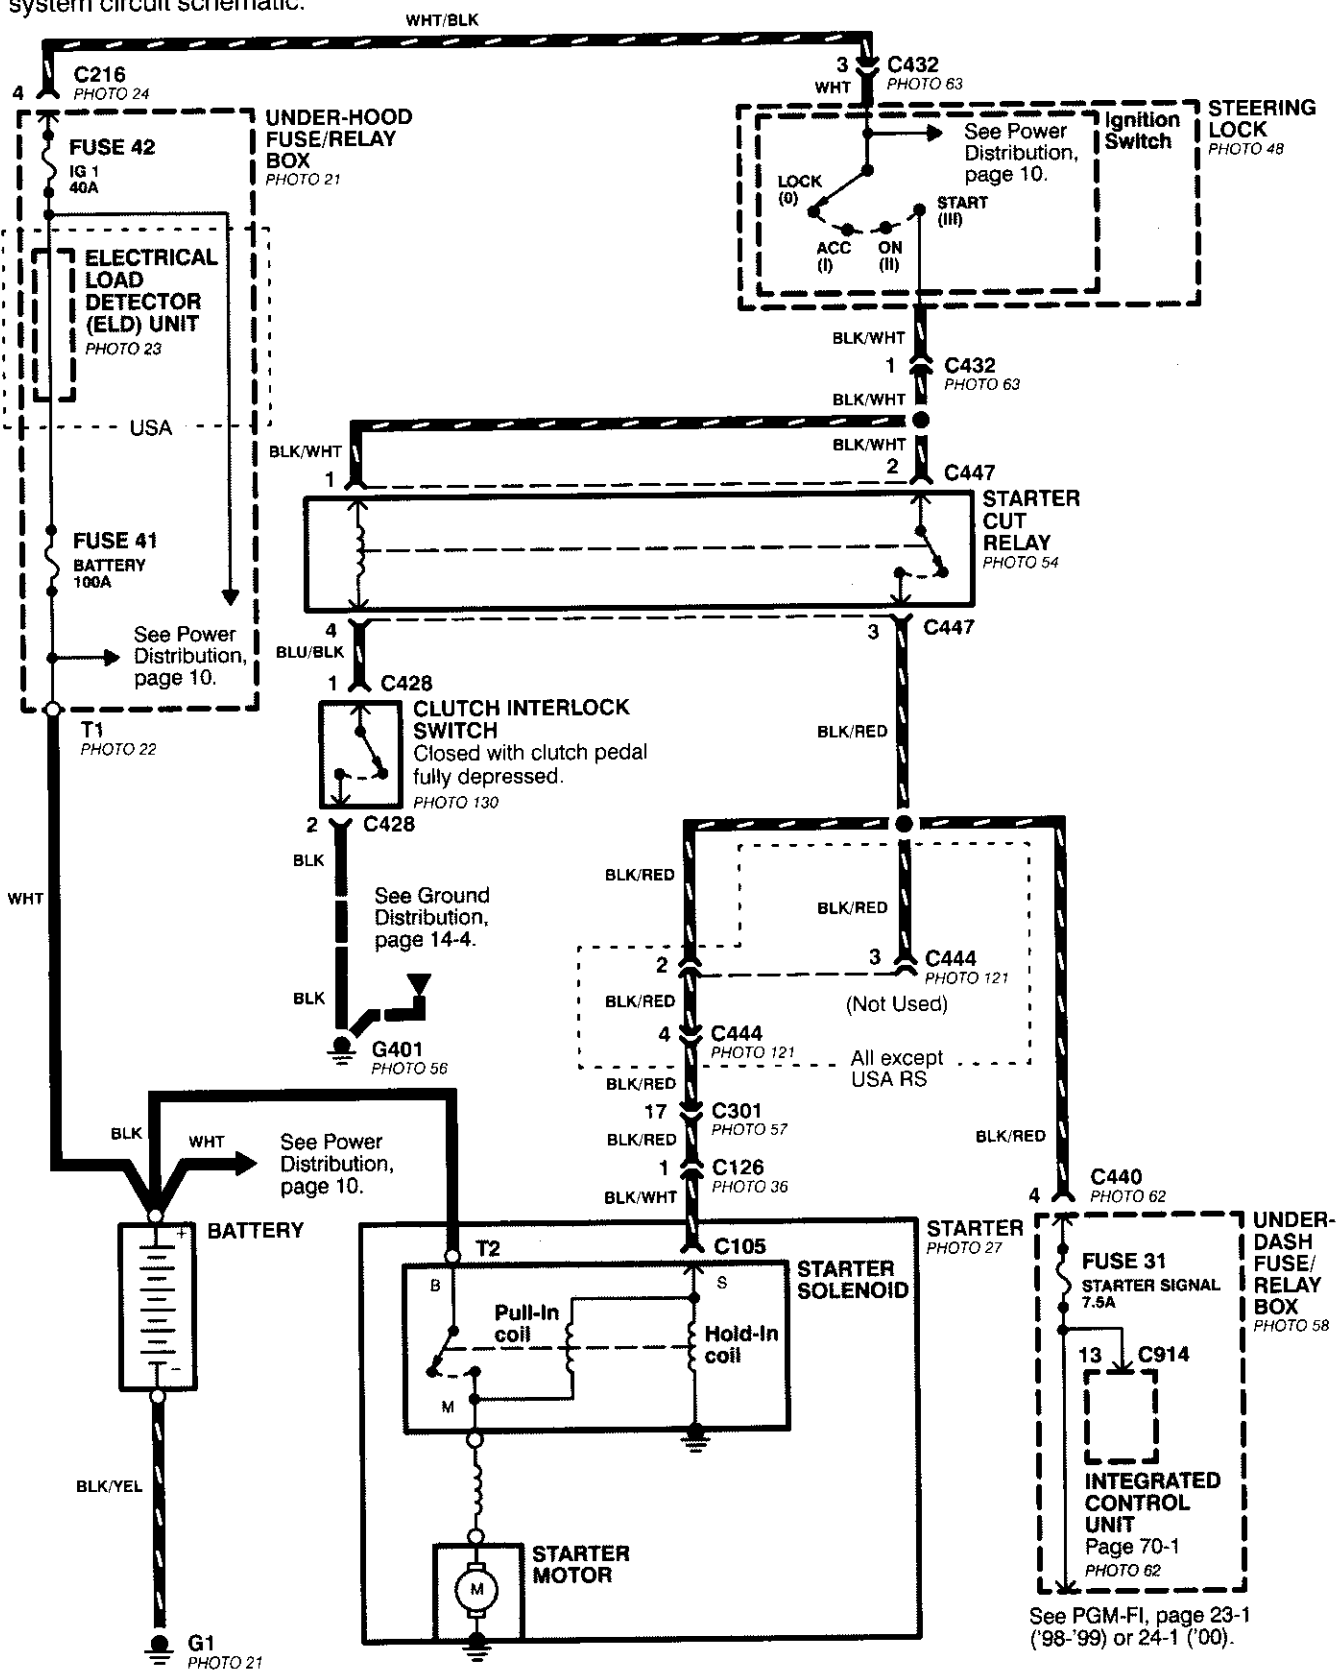 system circuit schematic.
WHT/BLK
4
C216
PHOTO 24
3
C432
PHOTO 63
WHT
UNDER-HOOD
FUSE/RELAY
BOX
PHOTO 21
FUSE 42
IG 1
40A
STEERING
LOCK
PHOTO 48
Ignition
Switch
See Power
Distribution,
page 10.
LOCK
(0)
START
(III)
ACC
(I)
ON
(II)
ELECTRICAL
LOAD
DETECTOR
(ELD) UNIT
PHOTO 23
USA
BLK/WHT
1
C432
PHOTO 63
BLK/WHT
BLK/WHT
BLK/WHT
1
2
C447
STARTER
CUT
RELAY
PHOTO 54
FUSE 41
BATTERY
100A
See Power
Distribution,
page 10.
T1
PHOTO 22
4
BLU/BLK
3
C447
1
C428
CLUTCH INTERLOCK
SWITCH
Closed with clutch pedal
fully depressed.
PHOTO 130
2
C428
BLK
BLK/RED
WHT
See Ground
Distribution,
page 14-4.
BLK
G401
PHOTO 56
BLK/RED
BLK/RED
2
3
C444
PHOTO 121
(Not Used)
BLK/RED
4
C444
PHOTO 121
All except
USA RS
BLK/RED
17
C301
PHOTO 57
BLK/RED
1
C126
PHOTO 36
BLK/WHT
BLK/RED
4
C440
PHOTO 62
BLK
WHT
See Power
Distribution,
page 10.
BATTERY
+
-
T2
C105
STARTER
PHOTO 27
STARTER
SOLENOID
B
S
Pull-In
coil
Hold-In
coil
M
UNDER-
DASH
FUSE/
RELAY
BOX
PHOTO 58
FUSE 31
STARTER SIGNAL
7.5A
13
C914
INTEGRATED
CONTROL
UNIT
Page 70-1
PHOTO 62
BLK/YEL
STARTER
MOTOR
M
G1
PHOTO 21
See PGM-FI, page 23-1
('98-'99) or 24-1 ('00).